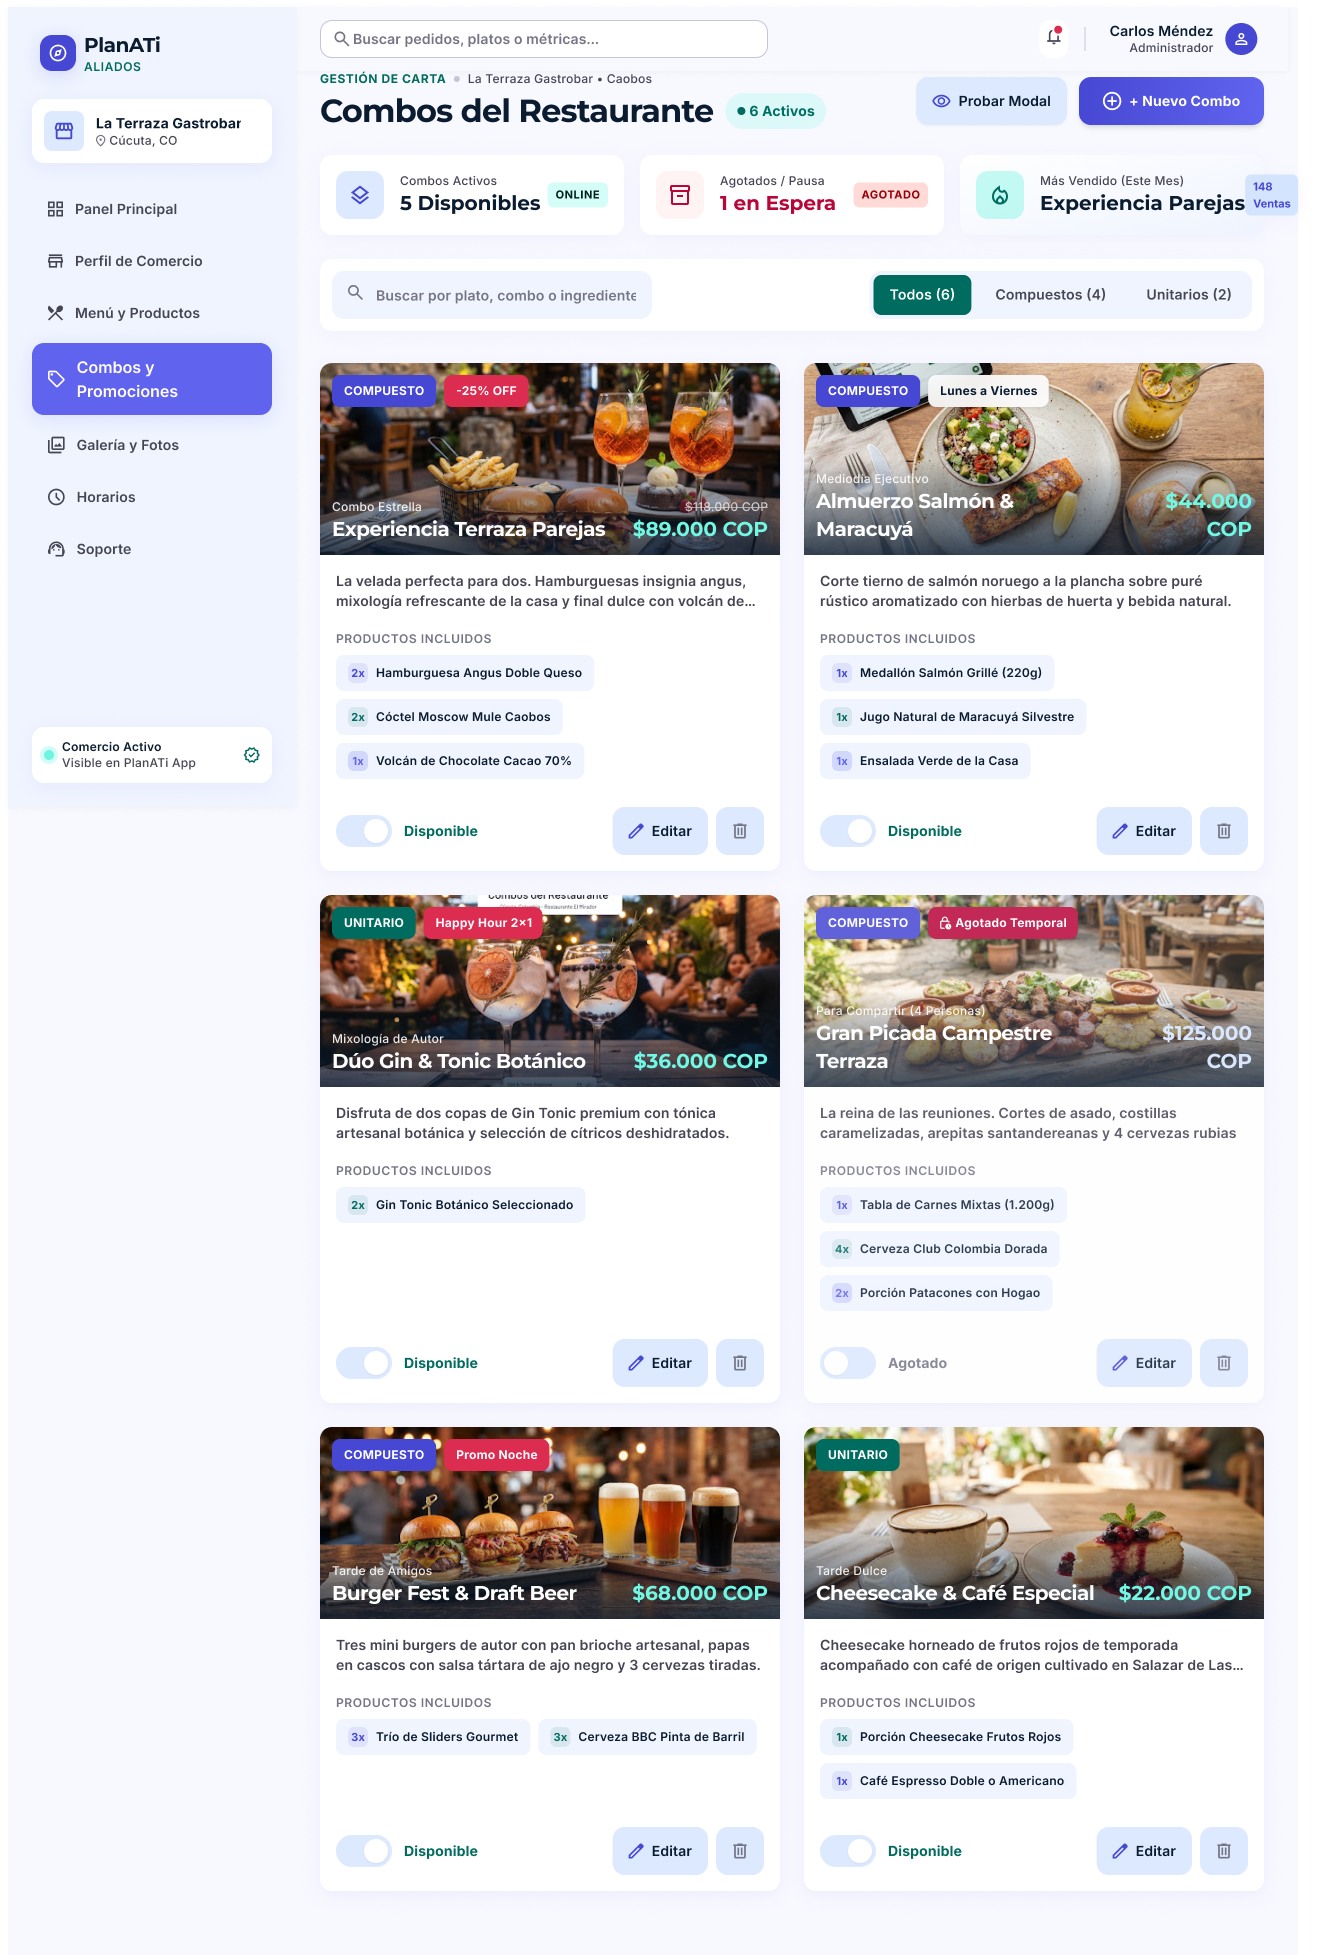 PlanATi
ALIADOS
La Terraza Gastrobar
Cúcuta, CO
Panel Principal
Perfil de Comercio
Menú y Productos
Combos y
Promociones
Galería y Fotos
Horarios
Soporte
Comercio Activo
Visible en PlanATi App
Buscar pedidos, platos o métricas...
Carlos Méndez
Administrador
GESTIÓN DE CARTA • La Terraza Gastrobar • Caobos
Combos del Restaurante
6 Activos
Probar Modal
+ Nuevo Combo
Combos Activos
5 Disponibles
ONLINE
Agotados / Pausa
1 en Espera
AGOTADO
Más Vendido (Este Mes)
Experiencia Parejas
148
Ventas
Buscar por plato, combo o ingrediente
Todos (6)
Compuestos (4)
Unitarios (2)
COMPUESTO
-25% OFF
Combo Estrella
$118.000 COP
Experiencia Terraza Parejas
$89.000 COP
La velada perfecta para dos. Hamburguesas insignia angus,
mixología refrescante de la casa y final dulce con volcán de...
PRODUCTOS INCLUIDOS
2x Hamburguesa Angus Doble Queso
2x Cóctel Moscow Mule Caobos
1x Volcán de Chocolate Cacao 70%
Disponible
Editar
COMPUESTO
Lunes a Viernes
Mediodía Ejecutivo
Almuerzo Salmón &
Maracuyá
$44.000
COP
Corte tierno de salmón noruego a la plancha sobre puré
rústico aromatizado con hierbas de huerta y bebida natural.
PRODUCTOS INCLUIDOS
1x Medallón Salmón Grillé (220g)
1x Jugo Natural de Maracuyá Silvestre
1x Ensalada Verde de la Casa
Disponible
Editar
Combos del Restaurante
UNITARIO
Happy Hour 2x1
Mixología de Autor
Dúo Gin & Tonic Botánico
$36.000 COP
Disfruta de dos copas de Gin Tonic premium con tónica
artesanal botánica y selección de cítricos deshidratados.
PRODUCTOS INCLUIDOS
2x Gin Tonic Botánico Seleccionado
Disponible
Editar
COMPUESTO
Agotado Temporal
Para Compartir (4 Personas)
Gran Picada Campestre
Terraza
$125.000
COP
La reina de las reuniones. Cortes de asado, costillas
caramelizadas, arepitas santandereanas y 4 cervezas rubias
PRODUCTOS INCLUIDOS
1x Tabla de Carnes Mixtas (1.200g)
4x Cerveza Club Colombia Dorada
2x Porción Patacones con Hogao
Agotado
Editar
COMPUESTO
Promo Noche
Tarde de Amigos
Burger Fest & Draft Beer
$68.000 COP
Tres mini burgers de autor con pan brioche artesanal, papas
en cascos con salsa tártara de ajo negro y 3 cervezas tiradas.
PRODUCTOS INCLUIDOS
3x Trío de Sliders Gourmet
3x Cerveza BBC Pinta de Barril
Disponible
Editar
UNITARIO
Tarde Dulce
Cheesecake & Café Especial
$22.000 COP
Cheesecake horneado de frutos rojos de temporada
acompañado con café de origen cultivado en Salazar de Las...
PRODUCTOS INCLUIDOS
1x Porción Cheesecake Frutos Rojos
1x Café Espresso Doble o Americano
Disponible
Editar